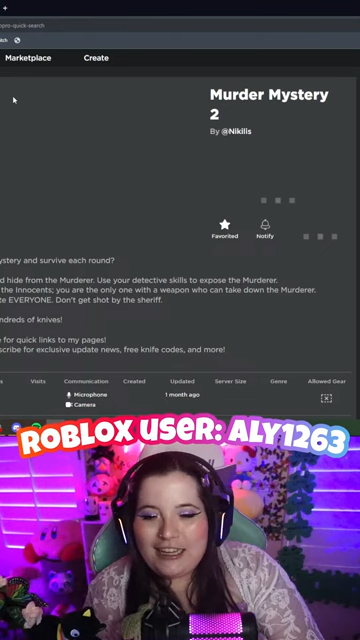 opro-quick-search
Marketplace
Create
Murder Mystery
2
By @Nikilis
Favorited
Notify
ystery and survive each round?
d hide from the Murderer. Use your detective skills to expose the Murderer.
the Innocents; you are the only one with a weapon who can take down the Murderer.
te EVERYONE. Don't get shot by the sheriff.
ndreds of knives!
e for quick links to my pages!
scribe for exclusive update news, free knife codes, and more!
s Visits Communication Created Updated Server Size Genre Allowed Gear
Microphone
Camera
1 month ago
ROBLOX USER: ALY1263